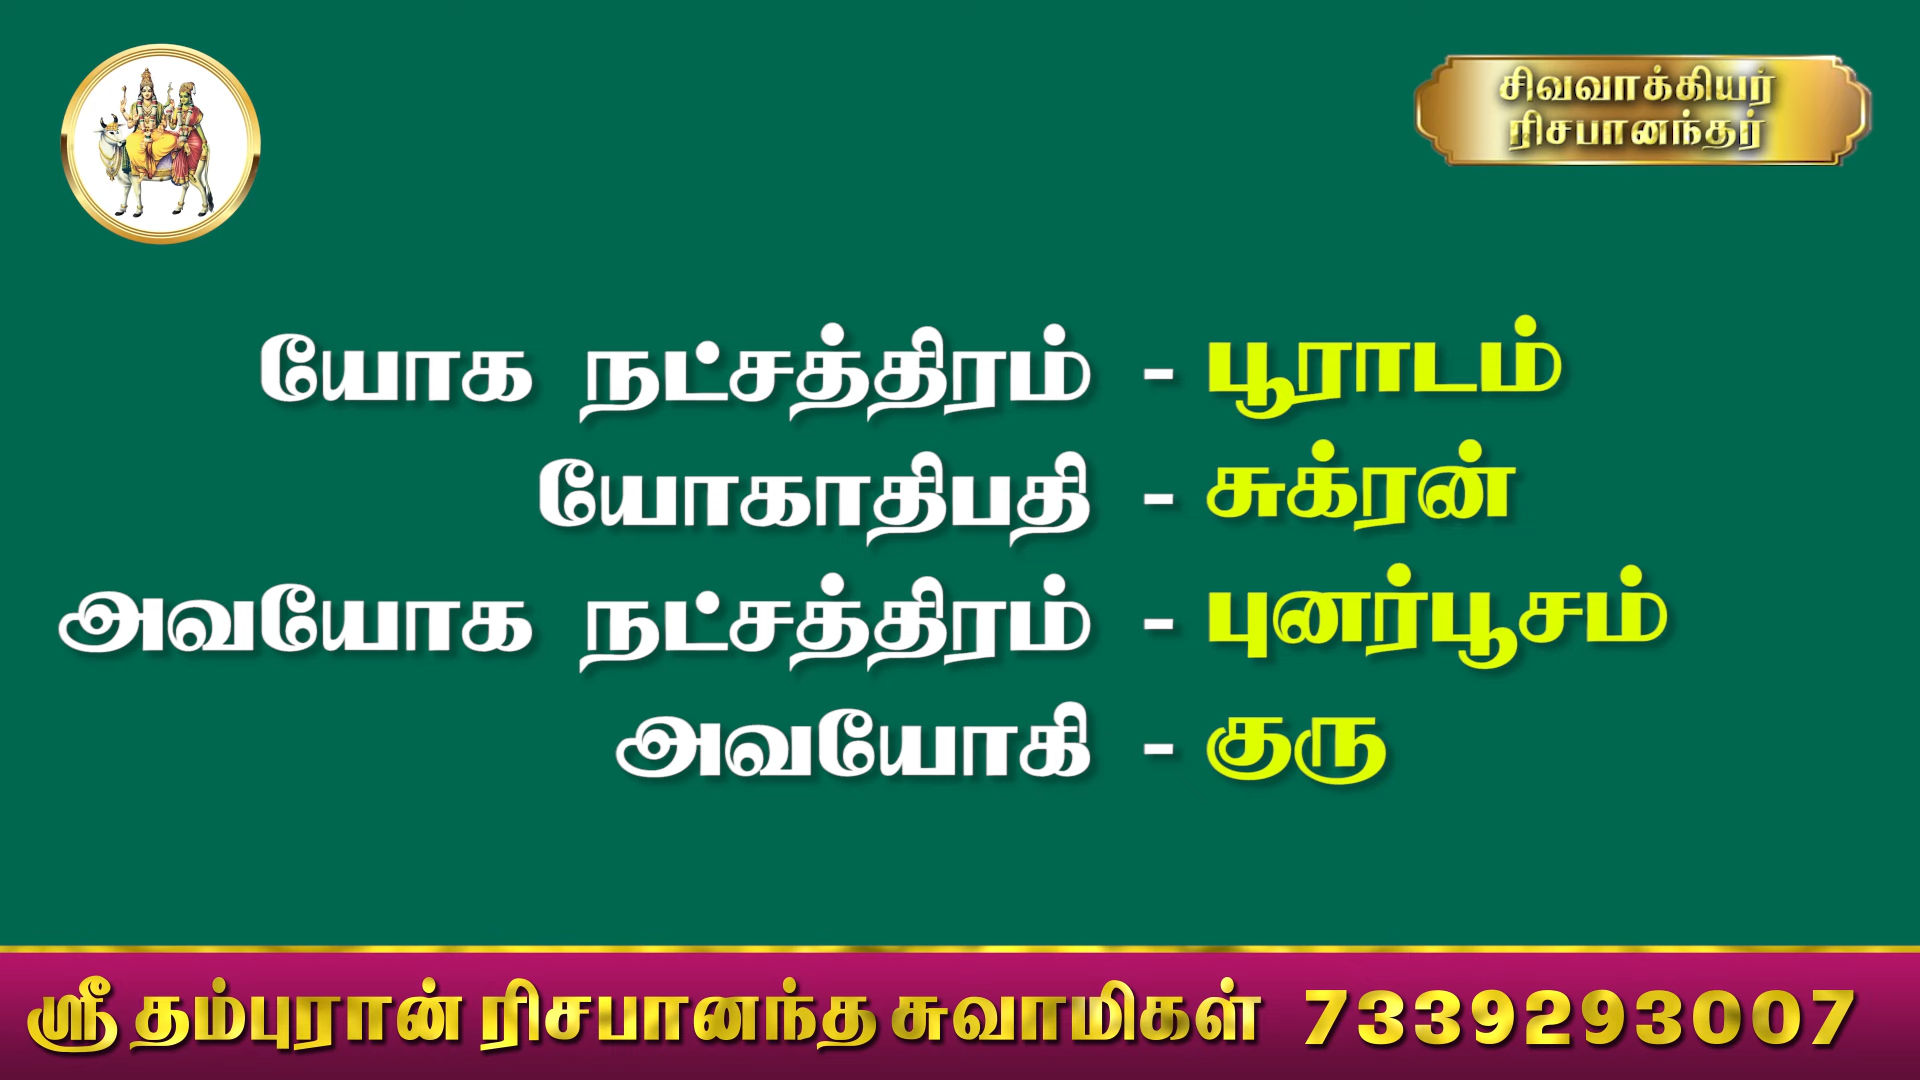 சிவவாக்கியர்
ரிசபானந்தர்
யோக நட்சத்திரம் - பூராடம்
யோகாதிபதி - சுக்ரன்
அவயோக நட்சத்திரம் - புனர்பூசம்
அவயோகி - குரு
ஸ்ரீ தம்புரான் ரிசபானந்த சுவாமிகள் 7339293007